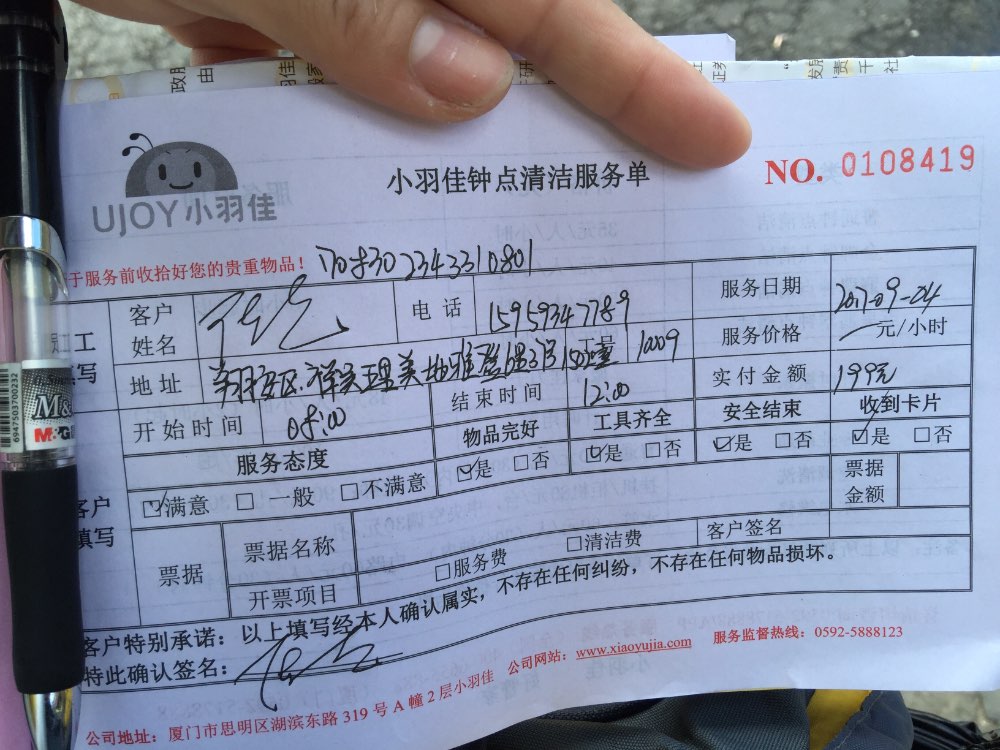 UJOY小羽佳
小羽佳钟点清洁服务单
NO. 0108419
于服务前收拾好您的贵重物品！
1708302343310801
员工
填写
客户
姓名
电话
15959347789
服务日期
2017-09-04
地址
工号
10009
服务价格
元/小时
开始时间
08:00
结束时间
12:00
实付金额
199元
服务态度
物品完好
工具齐全
安全结束
收到卡片
☑满意 □一般 □不满意
☑是 □否
☑是 □否
☑是 □否
☑是 □否
客户
填写
票据
票据名称
客户签名
票据
金额
开票项目
□服务费
□清洁费
客户特别承诺：以上填写经本人确认属实，不存在任何纠纷，不存在任何物品损坏。
特此确认签名：
公司地址：厦门市思明区湖滨东路 319 号 A 幢 2 层小羽佳 公司网站：www.xiaoyujia.com 服务监督热线：0592-5888123
M&G
6947503700233